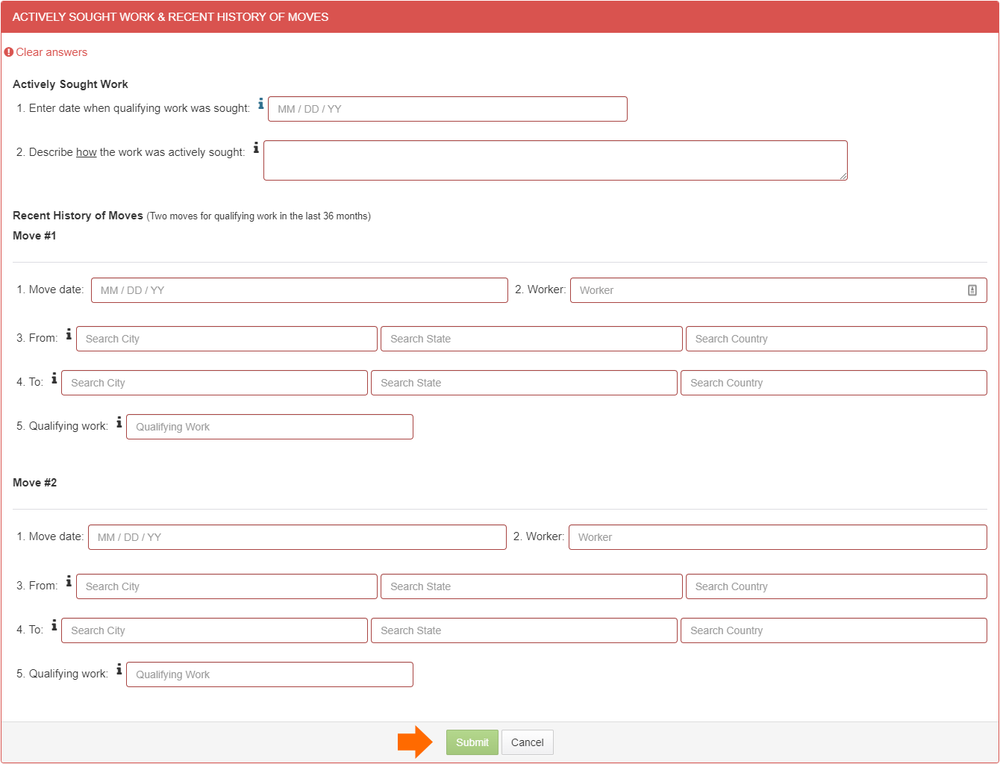 ACTIVELY SOUGHT WORK & RECENT HISTORY OF MOVES
Clear answers
Actively Sought Work
1. Enter date when qualifying work was sought: MM / DD / YY
2. Describe how the work was actively sought:
Recent History of Moves (Two moves for qualifying work in the last 36 months)
Move #1
1. Move date: MM / DD / YY 2. Worker: Worker
3. From: Search City Search State Search Country
4. To: Search City Search State Search Country
5. Qualifying work: Qualifying Work
Move #2
1. Move date: MM / DD / YY 2. Worker: Worker
3. From: Search City Search State Search Country
4. To: Search City Search State Search Country
5. Qualifying work: Qualifying Work
Submit Cancel